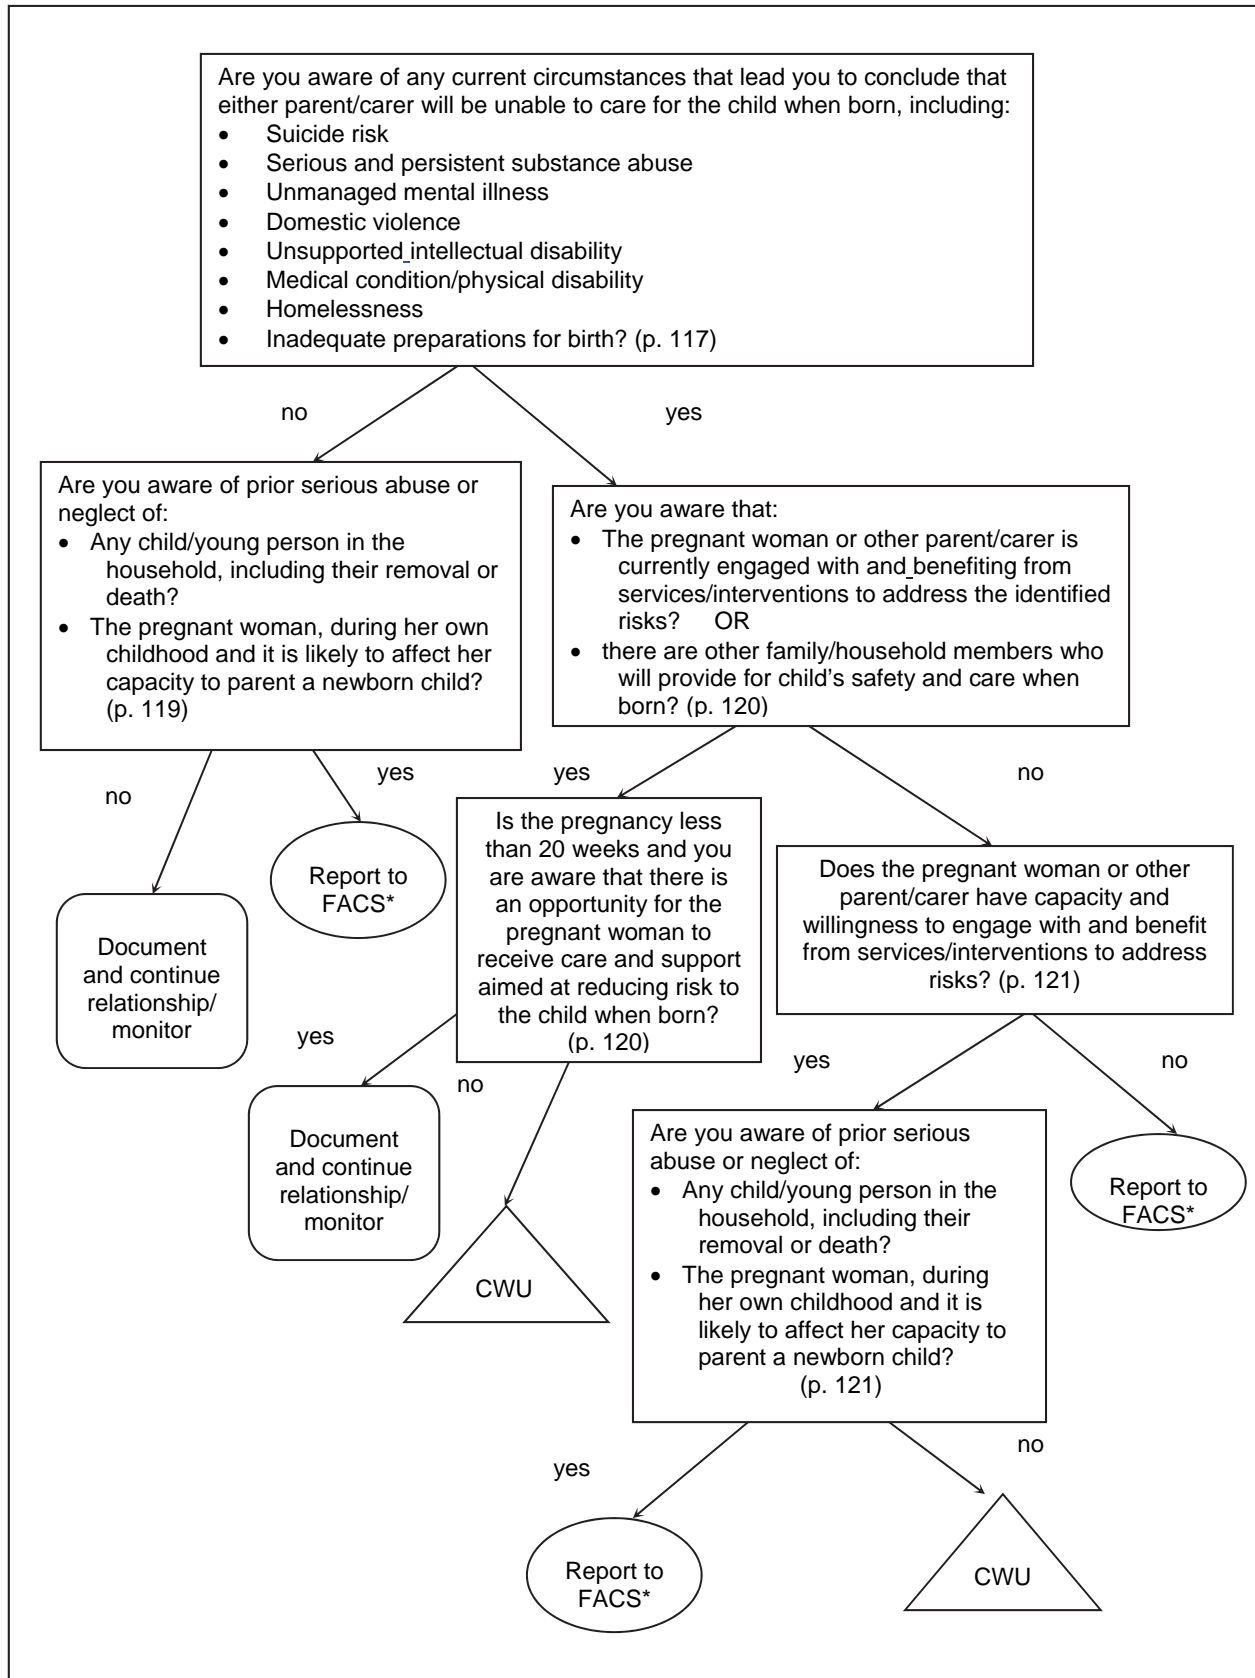 Are you aware of any current circumstances that lead you to conclude that
either parent/carer will be unable to care for the child when born, including:
• Suicide risk
• Serious and persistent substance abuse
• Unmanaged mental illness
• Domestic violence
• Unsupported intellectual disability
• Medical condition/physical disability
• Homelessness
• Inadequate preparations for birth? (p. 117)
no
yes
Are you aware of prior serious abuse or
neglect of:
• Any child/young person in the
household, including their removal or
death?
• The pregnant woman, during her own
childhood and it is likely to affect her
capacity to parent a newborn child?
(p. 119)
Are you aware that:
• The pregnant woman or other parent/carer is
currently engaged with and benefiting from
services/interventions to address the identified
risks? OR
• there are other family/household members who
will provide for child's safety and care when
born? (p. 120)
no
yes
yes
no
Report to
FACS*
Document
and continue
relationship/
monitor
Is the pregnancy less
than 20 weeks and you
are aware that there is
an opportunity for the
pregnant woman to
receive care and support
aimed at reducing risk to
the child when born?
(p. 120)
Does the pregnant woman or other
parent/carer have capacity and
willingness to engage with and benefit
from services/interventions to address
risks? (p. 121)
yes
no
yes
no
Document
and continue
relationship/
monitor
CWU
Are you aware of prior serious
abuse or neglect of:
• Any child/young person in the
household, including their
removal or death?
• The pregnant woman, during
her own childhood and it is
likely to affect her capacity to
parent a newborn child?
(p. 121)
Report to
FACS*
yes
no
Report to
FACS*
CWU